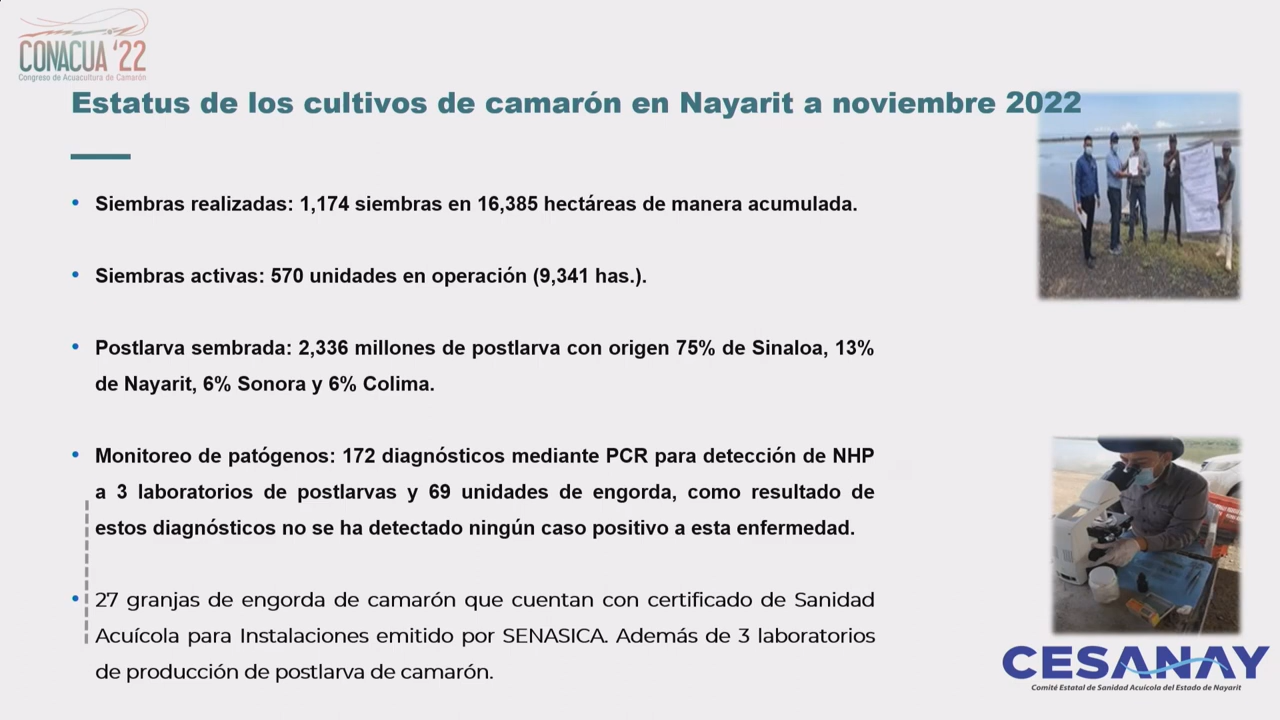 CONACUA '22
Congreso de Acuacultura de Camarón
Estatus de los cultivos de camarón en Nayarit a noviembre 2022
• Siembras realizadas: 1,174 siembras en 16,385 hectáreas de manera acumulada.
• Siembras activas: 570 unidades en operación (9,341 has.).
• Postlarva sembrada: 2,336 millones de postlarva con origen 75% de Sinaloa, 13%
de Nayarit, 6% Sonora y 6% Colima.
• Monitoreo de patógenos: 172 diagnósticos mediante PCR para detección de NHP
a 3 laboratorios de postlarvas y 69 unidades de engorda, como resultado de
estos diagnósticos no se ha detectado ningún caso positivo a esta enfermedad.
• 27 granjas de engorda de camarón que cuentan con certificado de Sanidad
Acuícola para Instalaciones emitido por SENASICA. Además de 3 laboratorios
de producción de postlarva de camarón.
CESANAY
Comité Estatal de Sanidad Acuícola del Estado de Nayarit